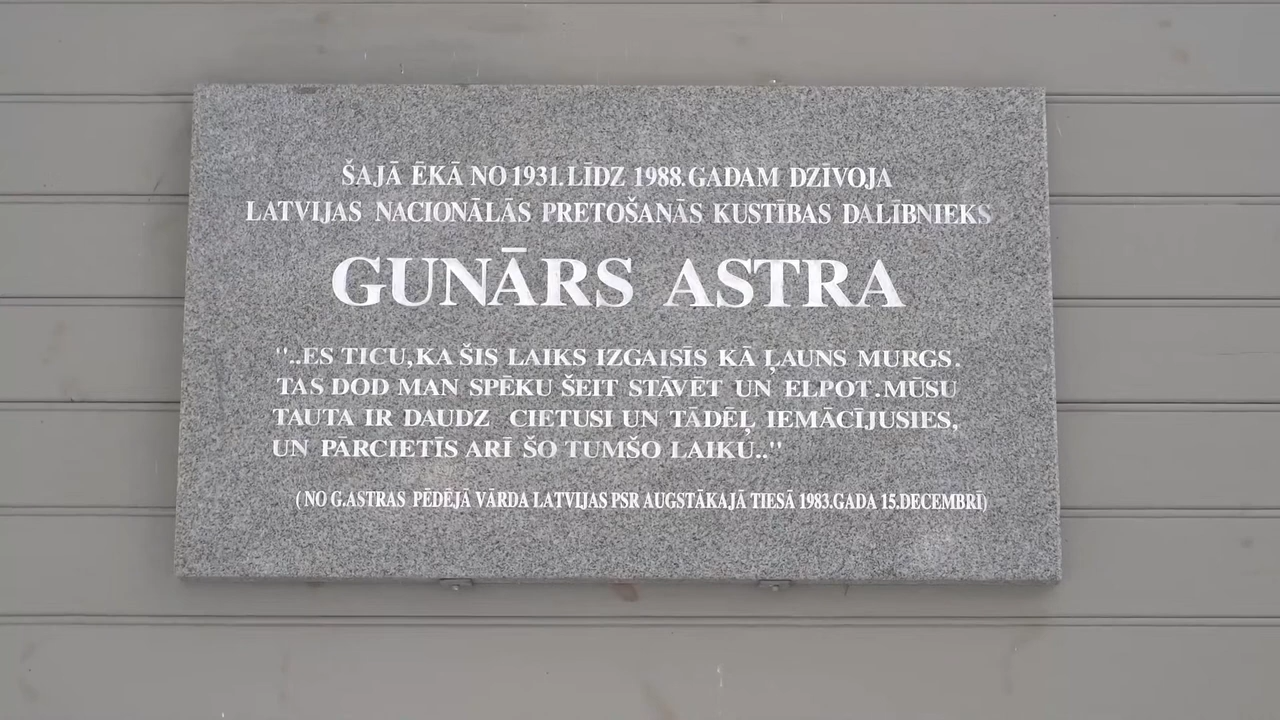 ŠAJĀ ĒKĀ NO 1931.LĪDZ 1988.GADAM DZĪVOJA
LATVIJAS NACIONĀLĀS PRETOŠANĀS KUSTĪBAS DALĪBNIEKS
GUNĀRS ASTRA
"..ES TICU,KA ŠIS LAIKS IZGAISĪS KĀ ĻAUNS MURGS.
TAS DOD MAN SPĒKU ŠEIT STĀVĒT UN ELPOT.MŪSU
TAUTA IR DAUDZ CIETUSI UN TĀDĒĻ IEMĀCĪJUSIES,
UN PĀRCIETĪS ARĪ ŠO TUMŠO LAIKU.."
(NO G.ASTRAS PĒDĒJĀ VĀRDA LATVIJAS PSR AUGSTĀKAJĀ TIESĀ 1983.GADA 15.DECEMBRĪ)